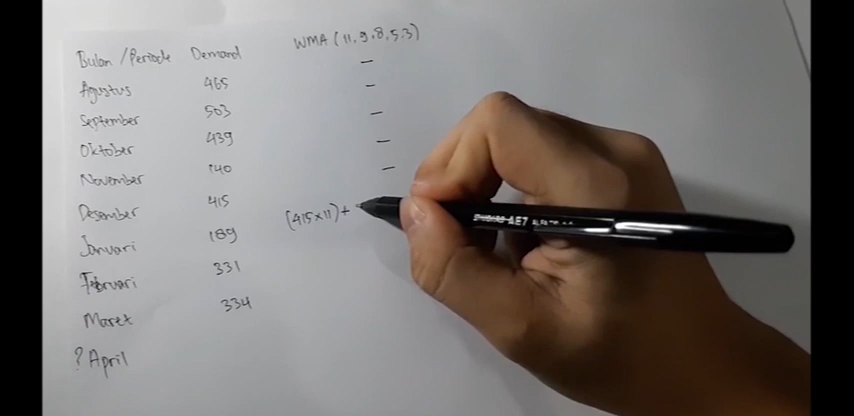 Bulan / Periode Demand WMA (11, 9, 8, 5, 3)
Agustus 465 –
September 503 –
Oktober 439 –
November 140 –
Desember 415 –
Januari 189 (415x11) +
Februari 331
Maret 334
? April